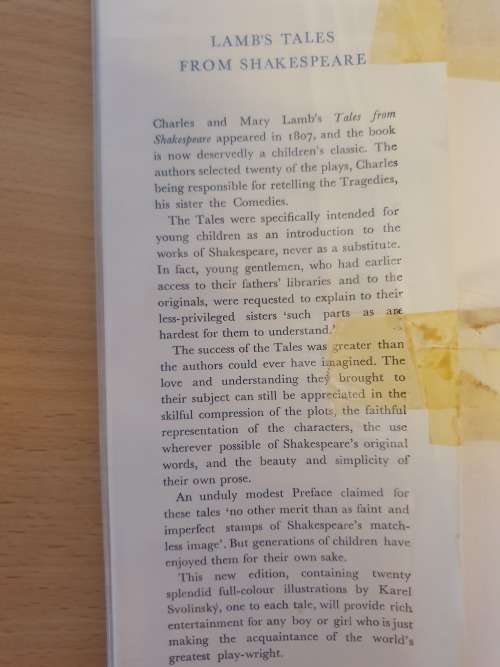 LAMB'S TALES
FROM SHAKESPEARE
Charles and Mary Lamb's Tales from
Shakespeare appeared in 1807, and the book
is now deservedly a children's classic. The
authors selected twenty of the plays, Charles
being responsible for retelling the Tragedies,
his sister the Comedies.
The Tales were specifically intended for
young children as an introduction to the
works of Shakespeare, never as a substitute.
In fact, young gentlemen, who had earlier
access to their fathers' libraries and to the
originals, were requested to explain to their
less-privileged sisters 'such parts as are
hardest for them to understand.'
The success of the Tales was greater than
the authors could ever have imagined. The
love and understanding they brought to
their subject can still be appreciated in the
skilful compression of the plots, the faithful
representation of the characters, the use
wherever possible of Shakespeare's original
words, and the beauty and simplicity of
their own prose.
An unduly modest Preface claimed for
these tales 'no other merit than as faint and
imperfect stamps of Shakespeare's match-
less image'. But generations of children have
enjoyed them for their own sake.
This new edition, containing twenty
splendid full-colour illustrations by Karel
Svolinský, one to each tale, will provide rich
entertainment for any boy or girl who is just
making the acquaintance of the world's
greatest play-wright.